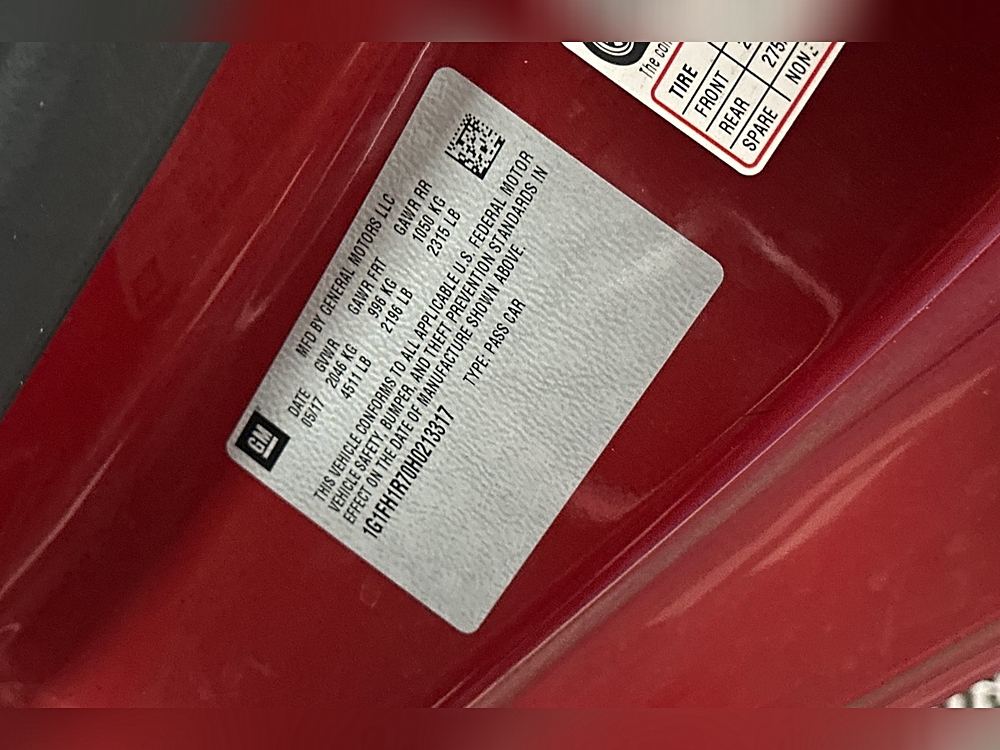 GM
MFD BY GENERAL MOTORS LLC
DATE GVWR GAWR FRT GAWR RR
05/17 2046 KG 996 KG 1050 KG
4511 LB 2196 LB 2315 LB
THIS VEHICLE CONFORMS TO ALL APPLICABLE U.S. FEDERAL MOTOR
VEHICLE SAFETY, BUMPER, AND THEFT PREVENTION STANDARDS IN
EFFECT ON THE DATE OF MANUFACTURE SHOWN ABOVE.
1G1FH1R70H0213317 TYPE: PASS CAR
The
TIRE
FRONT
REAR
SPARE NONE